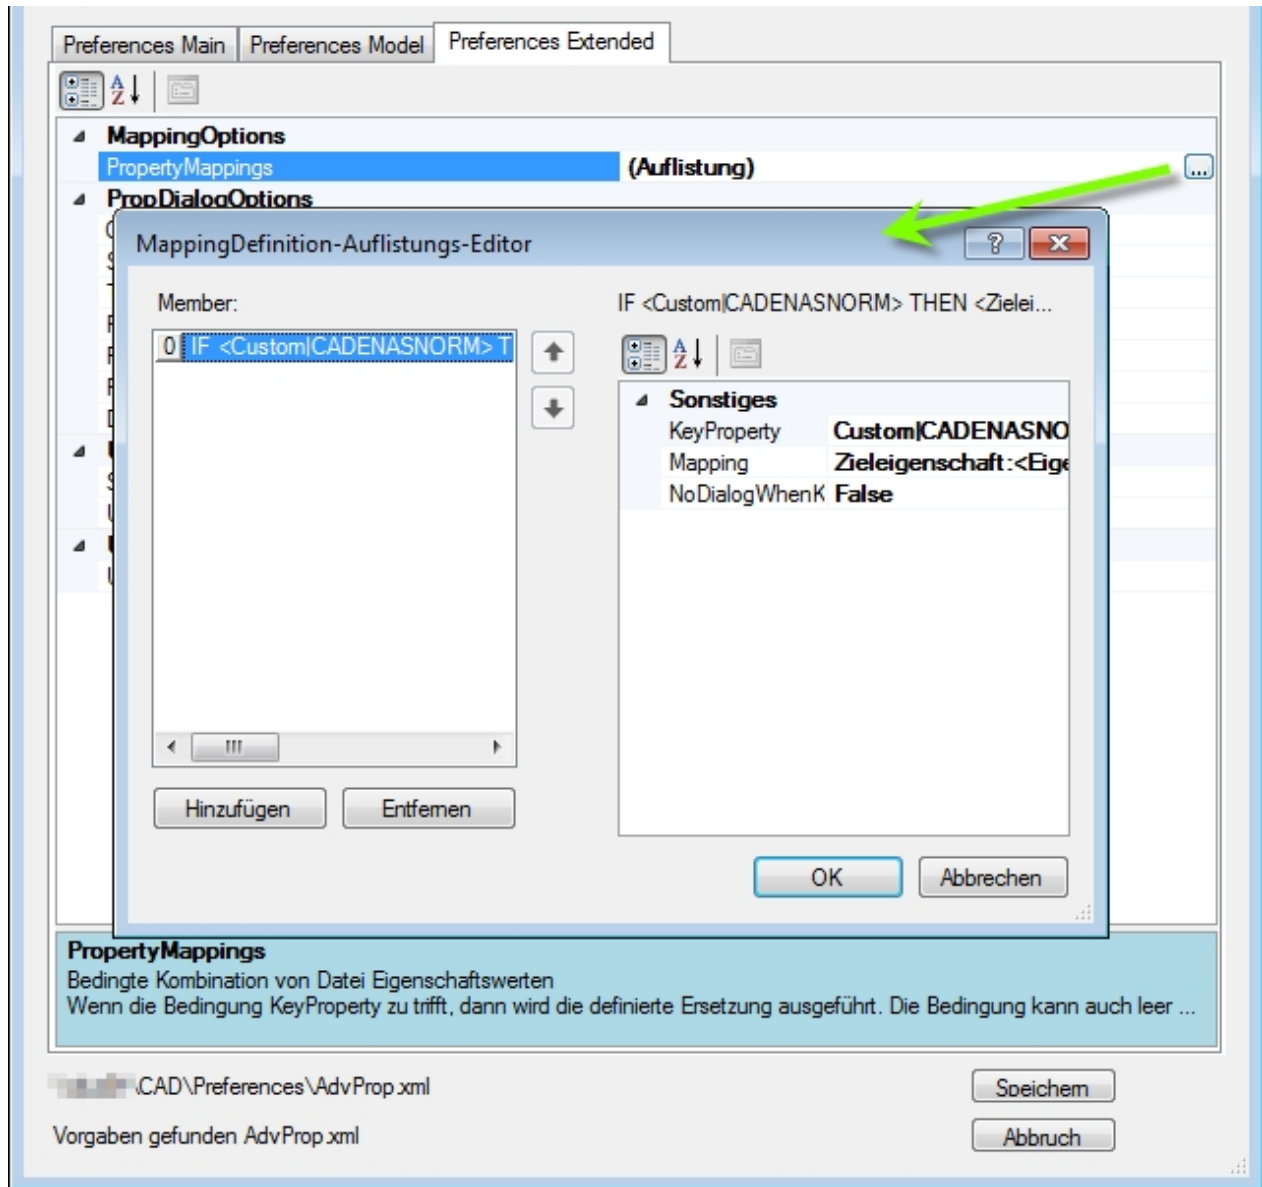 Preferences Main Preferences Model Preferences Extended
MappingOptions
PropertyMappings (Auflistung) ...
PropDialogOptions
MappingDefinition-Auflistungs-Editor
Member: IF <Custom|CADENASNORM> THEN <Zielei...
0 IF <Custom|CADENASNORM> T
Sonstiges
KeyProperty Custom|CADENASNO
Mapping Zieleigenschaft:<Eige
NoDialogWhenK False
Hinzufügen Entfernen
OK Abbrechen
PropertyMappings
Bedingte Kombination von Datei Eigenschaftswerten
Wenn die Bedingung KeyProperty zu trifft, dann wird die definierte Ersetzung ausgeführt. Die Bedingung kann auch leer ...
\CAD\Preferences\AdvProp.xml Speichern
Vorgaben gefunden AdvProp.xml Abbruch